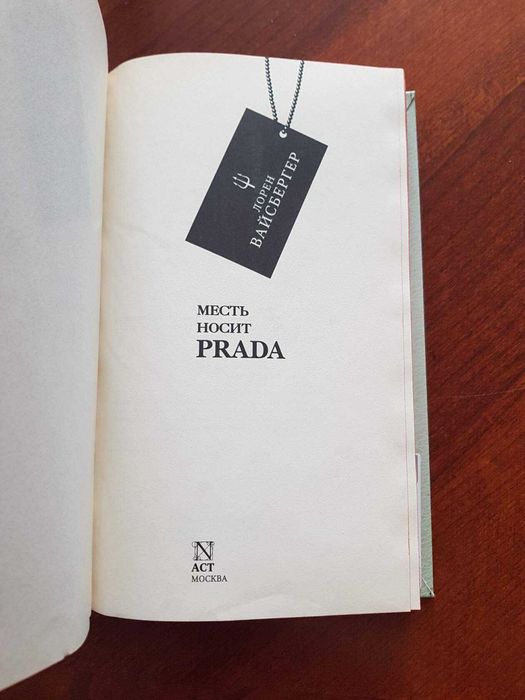 ЛОРЕН
ВАЙСБЕРГЕР
МЕСТЬ
НОСИТ
PRADA
N
АСТ
МОСКВА